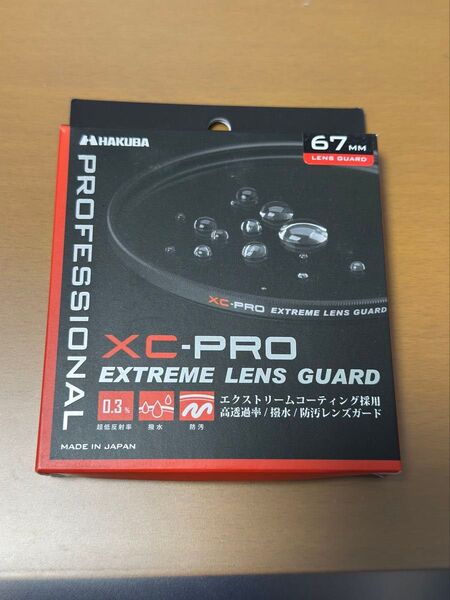 HAKUBA
67MM
LENS GUARD
PROFESSIONAL
XC-PRO EXTREME LENS GUARD
XC-PRO
EXTREME LENS GUARD
0.3%
超低反射率
撥水
防汚
エクストリームコーティング採用
高透過率/撥水/防汚レンズガード
MADE IN JAPAN